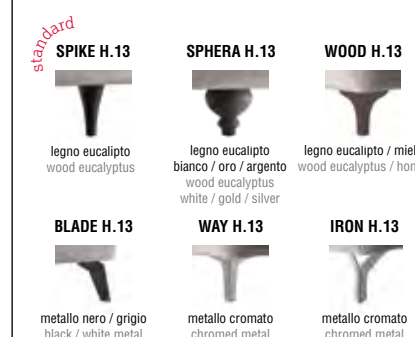 standard
SPIKE H.13
SPHERA H.13
WOOD H.13
legno eucalipto
wood eucalyptus
legno eucalipto
bianco / oro / argento
wood eucalyptus
white / gold / silver
legno eucalipto / miel
wood eucalyptus / hon
BLADE H.13
WAY H.13
IRON H.13
metallo nero / grigio
black / white metal
metallo cromato
chromed metal
metallo cromato
chromed metal